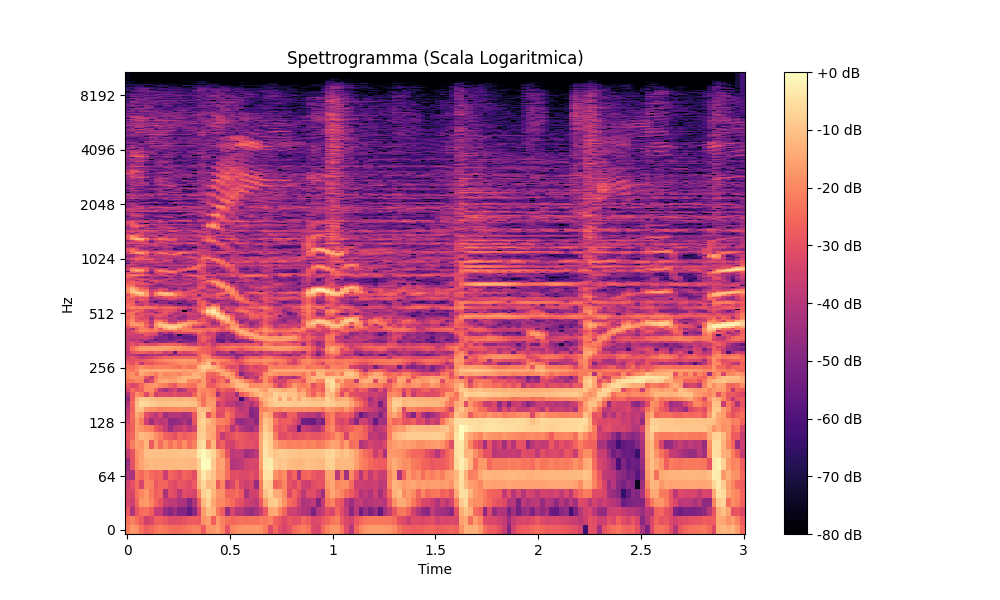 Spettrogramma (Scala Logaritmica)
Hz
8192
4096
2048
1024
512
256
128
64
0
0
0.5
1
1.5
2
2.5
3
Time
+0 dB
-10 dB
-20 dB
-30 dB
-40 dB
-50 dB
-60 dB
-70 dB
-80 dB